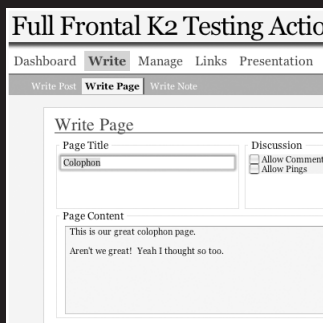 Full Frontal K2 Testing Actio
Dashboard Write Manage Links Presentation
Write Post Write Page Write Note
Write Page
Page Title
Colophon
Discussion
Allow Comment
Allow Pings
Page Content
This is our great colophon page.
Aren't we great! Yeah I thought so too.